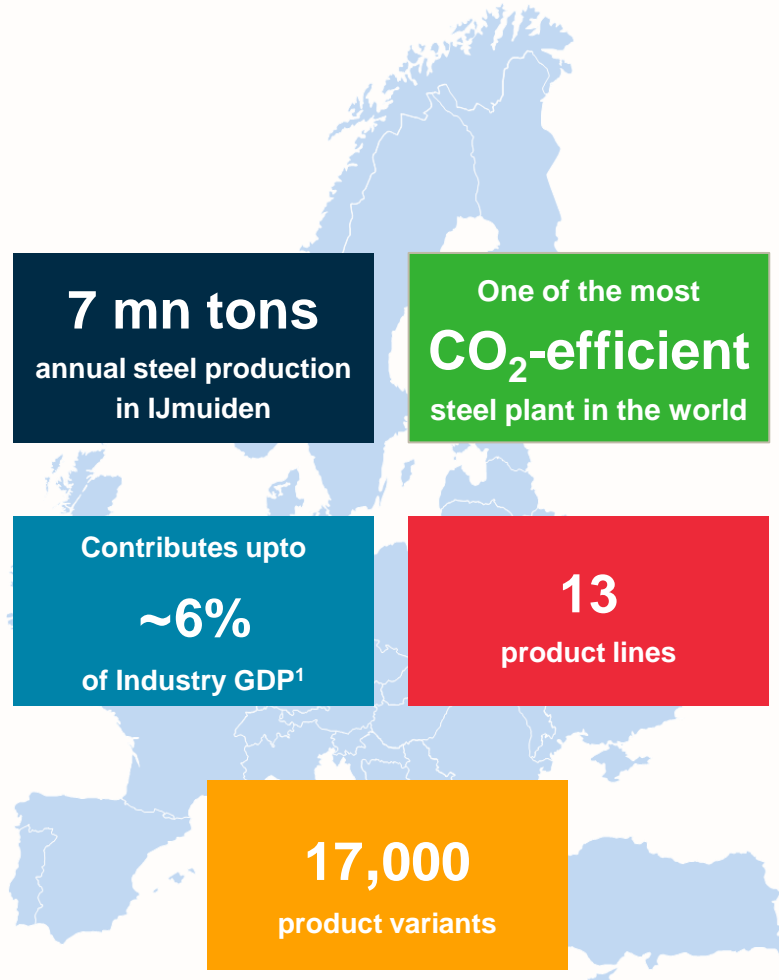 7 mn tons
annual steel production
in IJmuiden
One of the most
CO₂-efficient
steel plant in the world
Contributes upto
~6%
of Industry GDP¹
13
product lines
17,000
product variants